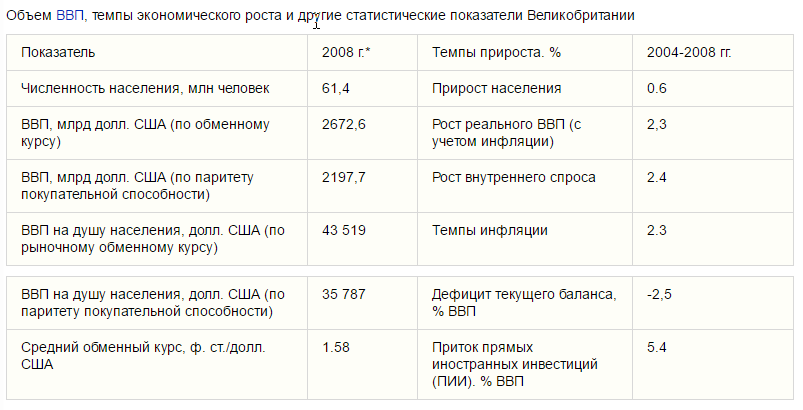 Объем ВВП, темпы экономического роста и другие статистические показатели Великобритании
Показатель 2008 г.* Темпы прироста. % 2004-2008 гг.
Численность населения, млн человек 61,4 Прирост населения 0.6
ВВП, млрд долл. США (по обменному 2672,6 Рост реального ВВП (с 2,3
курсу) учетом инфляции)
ВВП, млрд долл. США (по паритету 2197,7 Рост внутреннего спроса 2.4
покупательной способности)
ВВП на душу населения, долл. США (по 43 519 Темпы инфляции 2.3
рыночному обменному курсу)
ВВП на душу населения, долл. США (по 35 787 Дефицит текущего баланса, -2,5
паритету покупательной способности) % ВВП
Средний обменный курс, ф. ст./долл. 1.58 Приток прямых 5.4
США иностранных инвестиций
(ПИИ). % ВВП